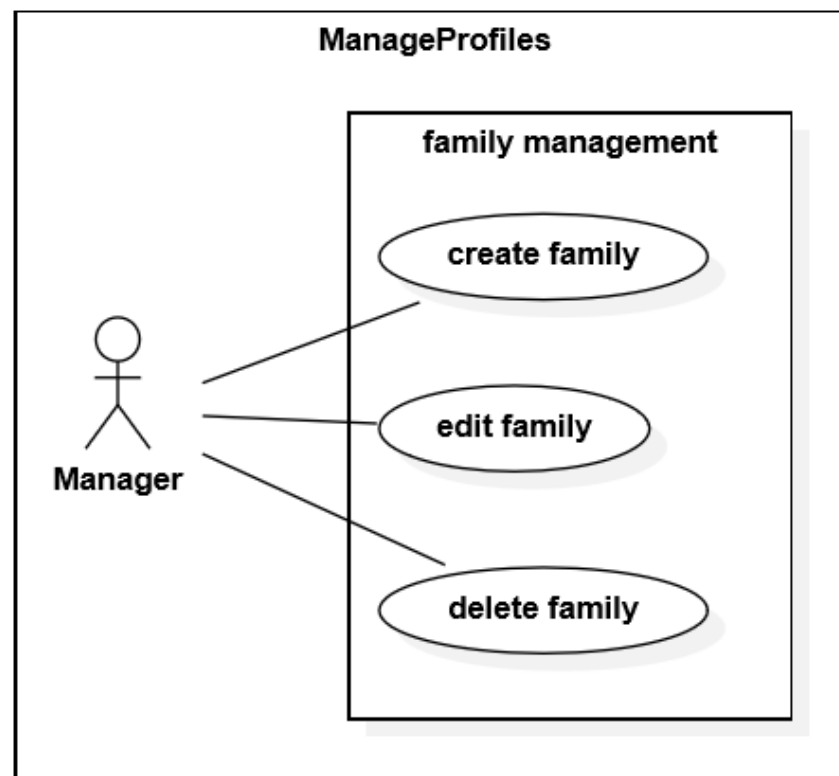 ManageProfiles
family management
create family
edit family
Manager
delete family